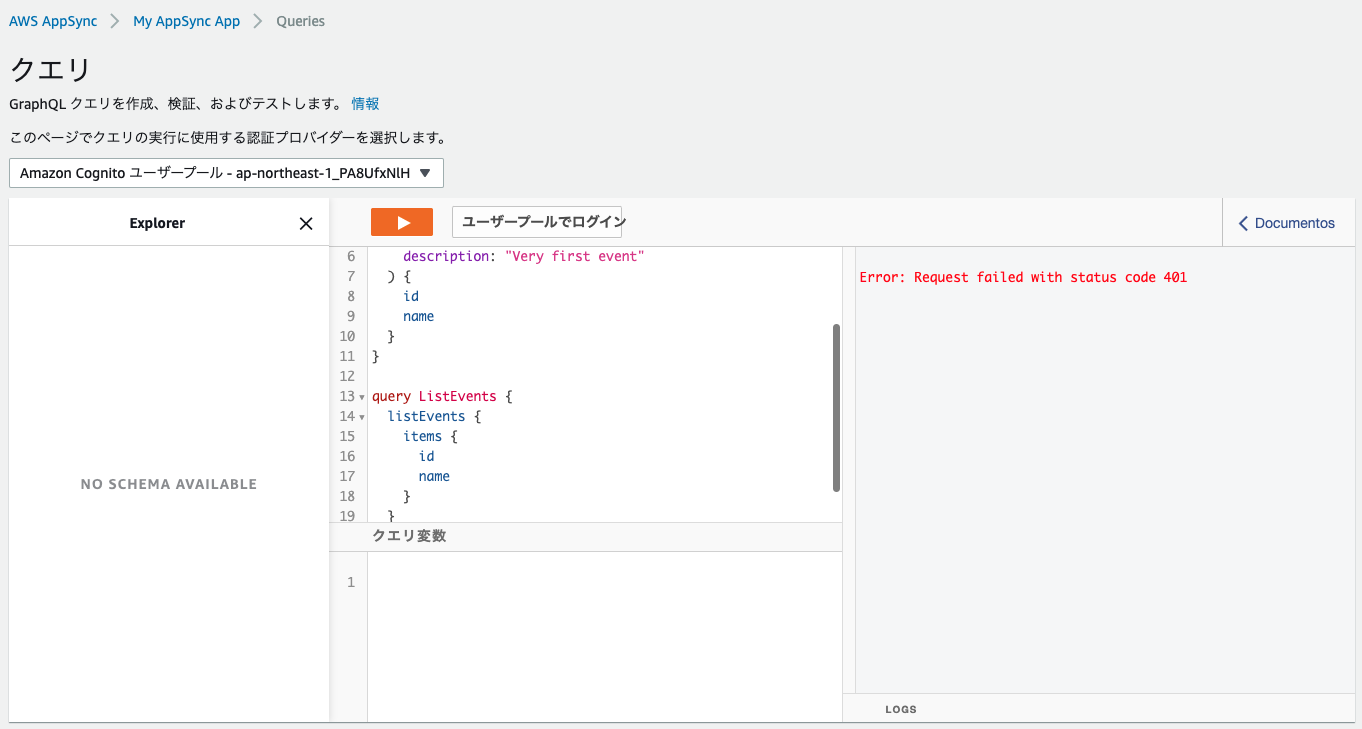 AWS AppSync > My AppSync App > Queries
クエリ
GraphQL クエリを作成、検証、およびテストします。 情報
このページでクエリの実行に使用する認証プロバイダーを選択します。
Amazon Cognito ユーザープール - ap-northeast-1_PA8UfxNlH ▼
Explorer
ユーザープールでログイン
Documentos
NO SCHEMA AVAILABLE
6 description: "Very first event"
7 ) {
8 id
9 name
10 }
11 }
12
13 query ListEvents {
14 listEvents {
15 items {
16 id
17 name
18 }
19 }
クエリ変数
1
Error: Request failed with status code 401
LOGS